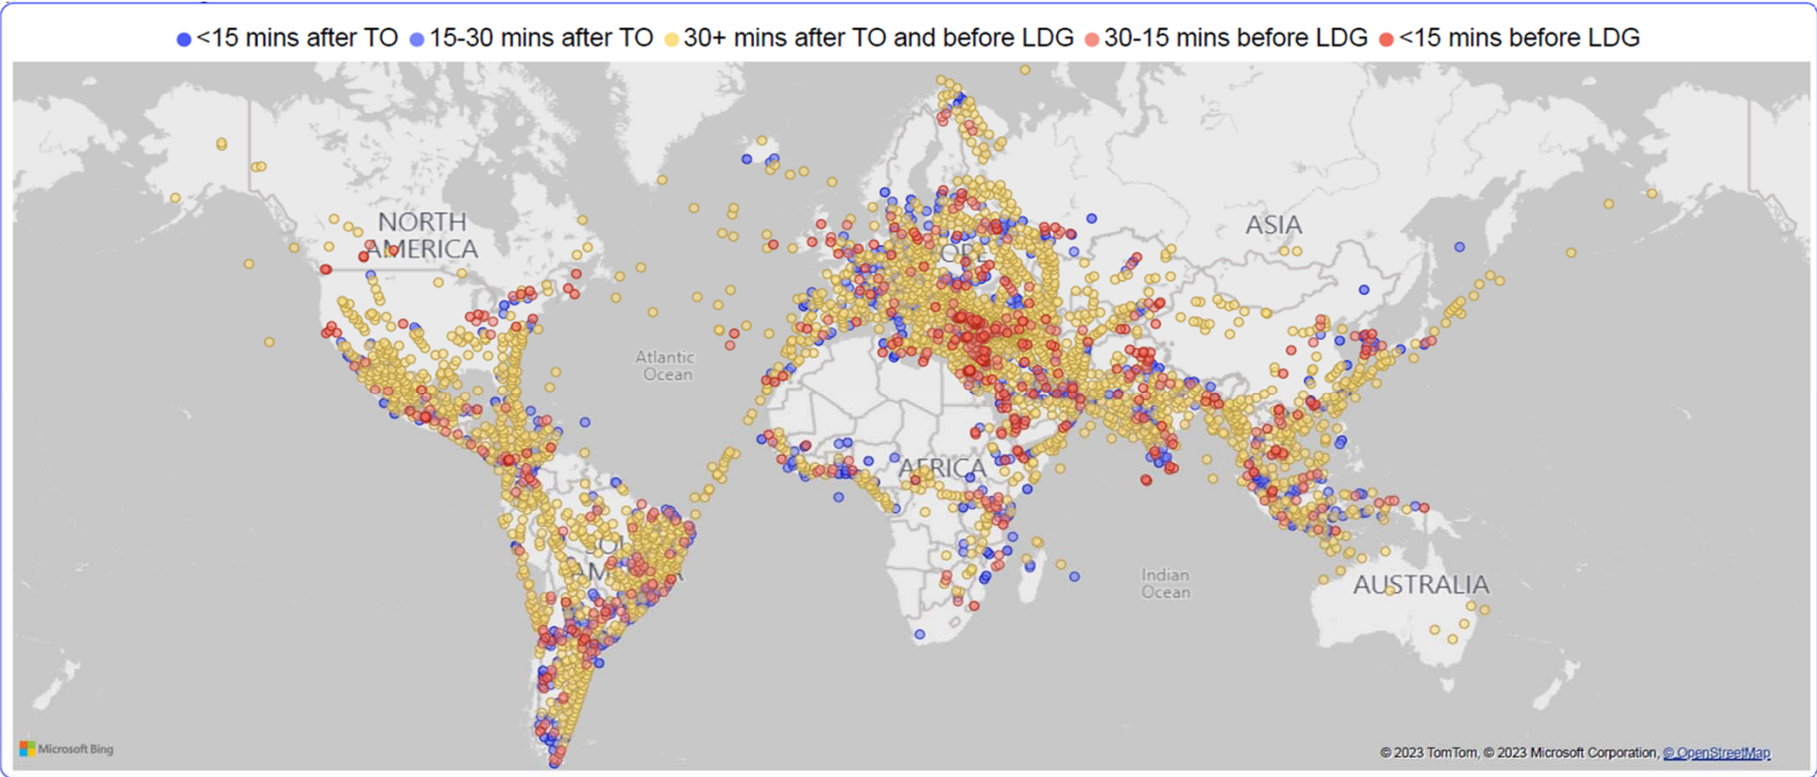 <15 mins after TO 15-30 mins after TO 30+ mins after TO and before LDG 30-15 mins before LDG <15 mins before LDG
NORTH
AMERICA
ASIA
Atlantic
Ocean
AFRICA
Indian
Ocean
AUSTRALIA
Microsoft Bing
© 2023 TomTom, © 2023 Microsoft Corporation, © OpenStreetMap